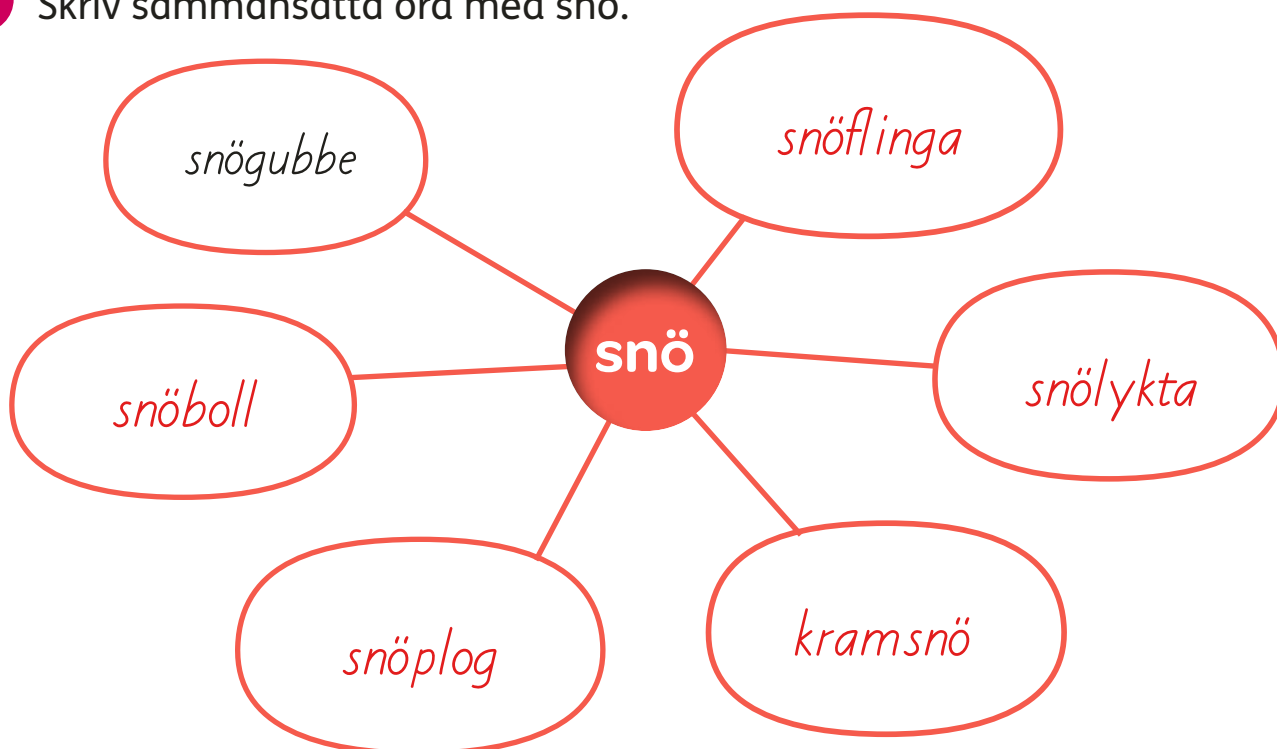 Skriv sammansatta ord med snö.
snögubbe
snöflinga
snö
snöboll
snölykta
snöplog
kramsnö